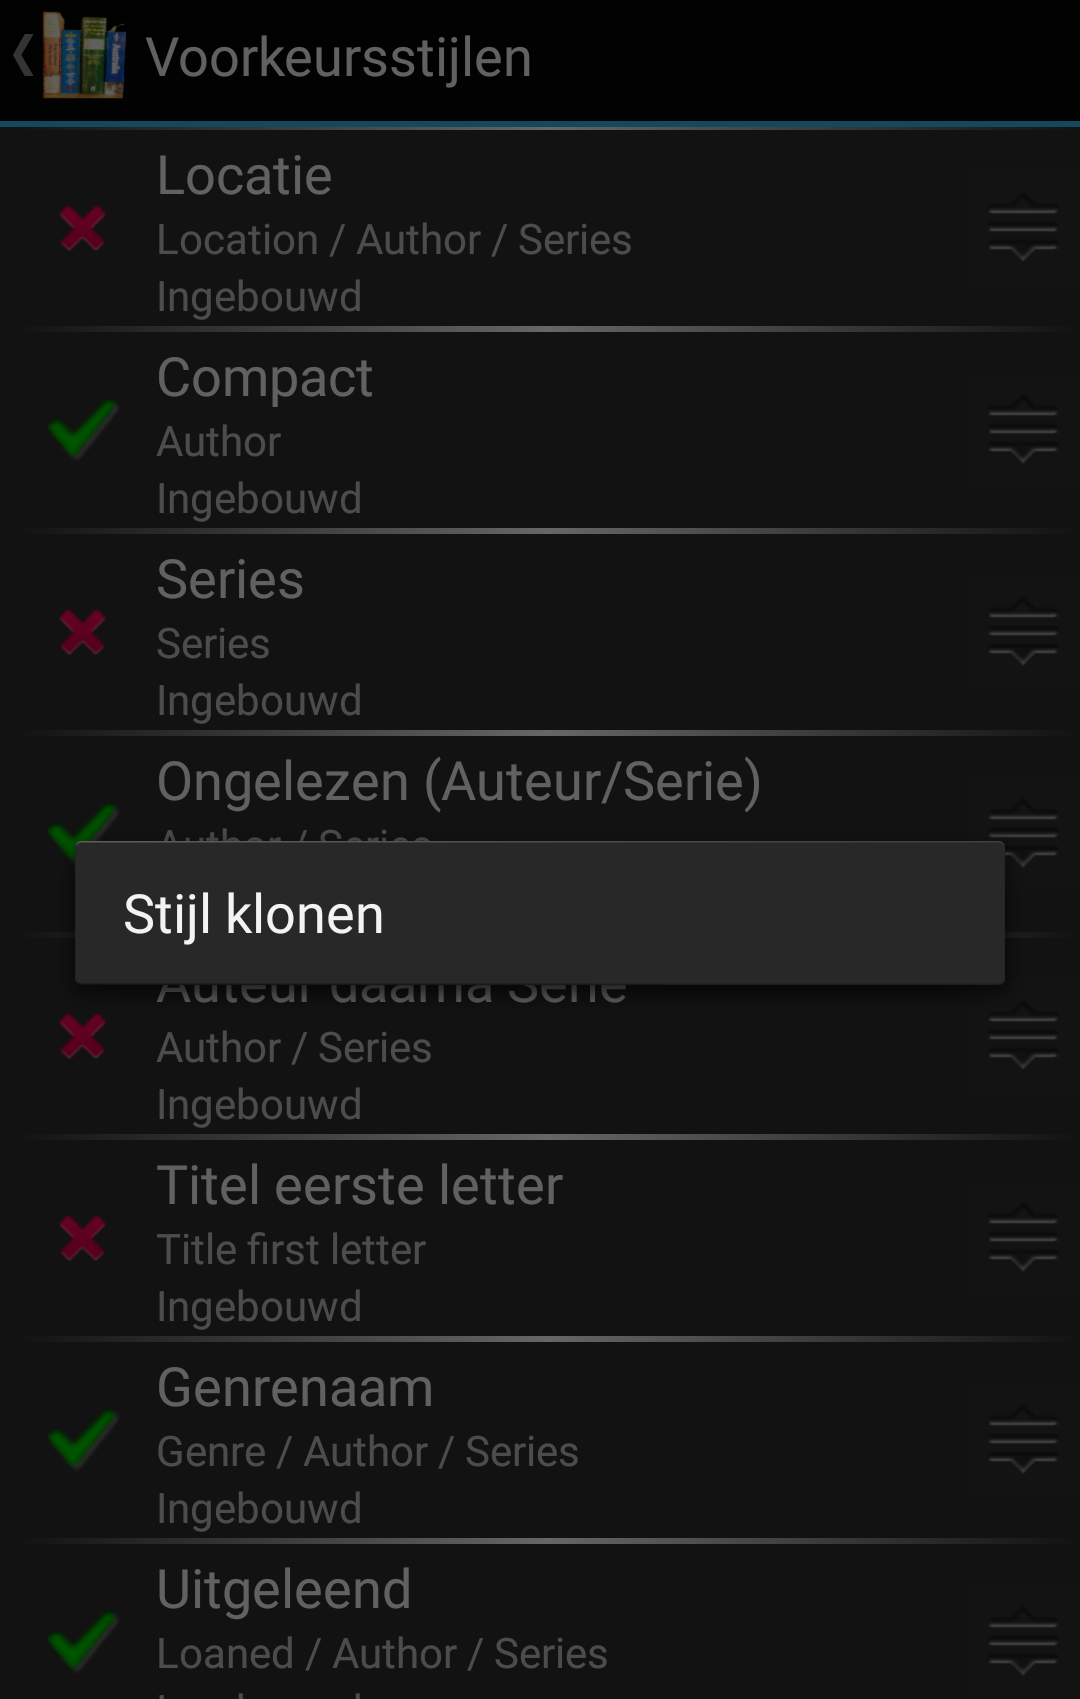 Voorkeursstijlen
Locatie
Location / Author / Series
Ingebouwd
Compact
Author
Ingebouwd
Series
Series
Ingebouwd
Ongelezen (Auteur/Serie)
Author / Series
Stijl klonen
Auteur daarna Serie
Author / Series
Ingebouwd
Titel eerste letter
Title first letter
Ingebouwd
Genrenaam
Genre / Author / Series
Ingebouwd
Uitgeleend
Loaned / Author / Series